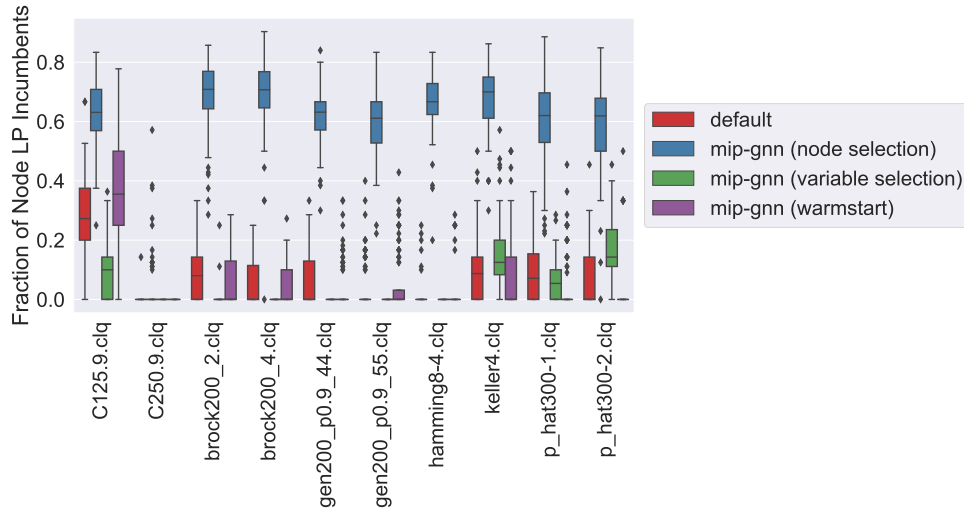 Fraction of Node LP Incumbents
0.8
0.6
0.4
0.2
0.0
C125.9.clq
C250.9.clq
brock200_2.clq
brock200_4.clq
gen200_p0.9_44.clq
gen200_p0.9_55.clq
hamming8-4.clq
keller4.clq
p_hat300-1.clq
p_hat300-2.clq
default
mip-gnn (node selection)
mip-gnn (variable selection)
mip-gnn (warmstart)